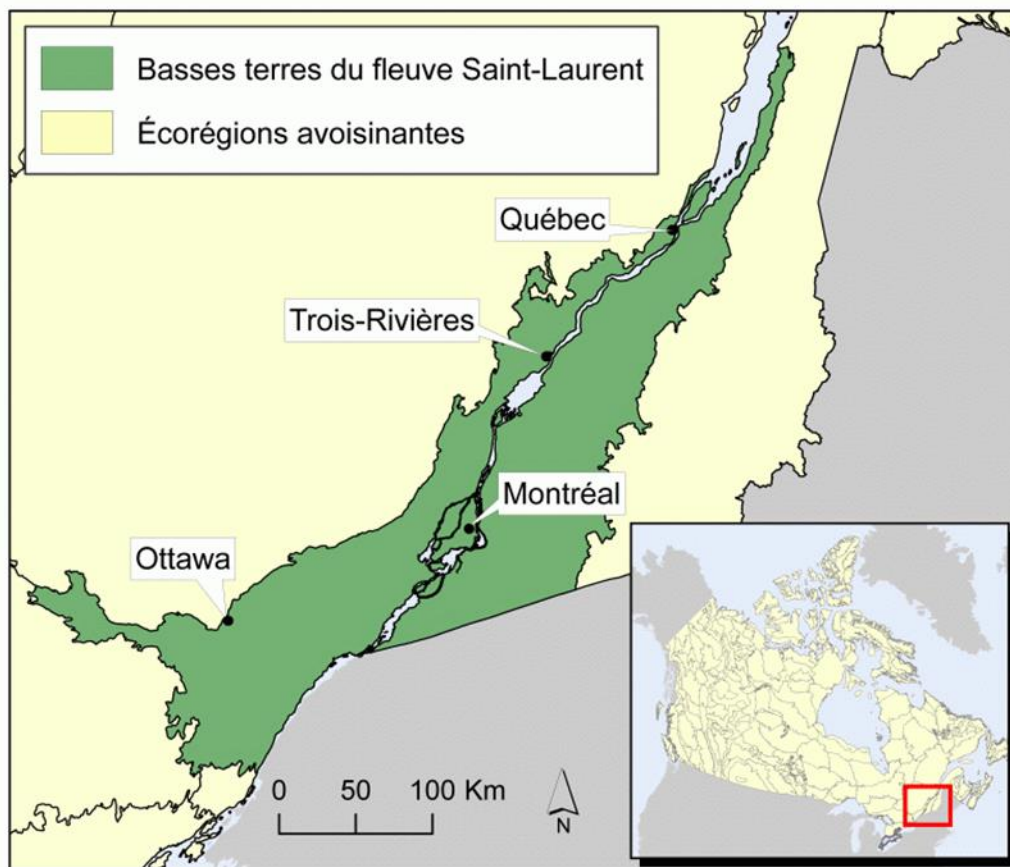 Basses terres du fleuve Saint-Laurent
Écorégions avoisinantes
Québec
Trois-Rivières
Montréal
Ottawa
0 50 100 Km
N